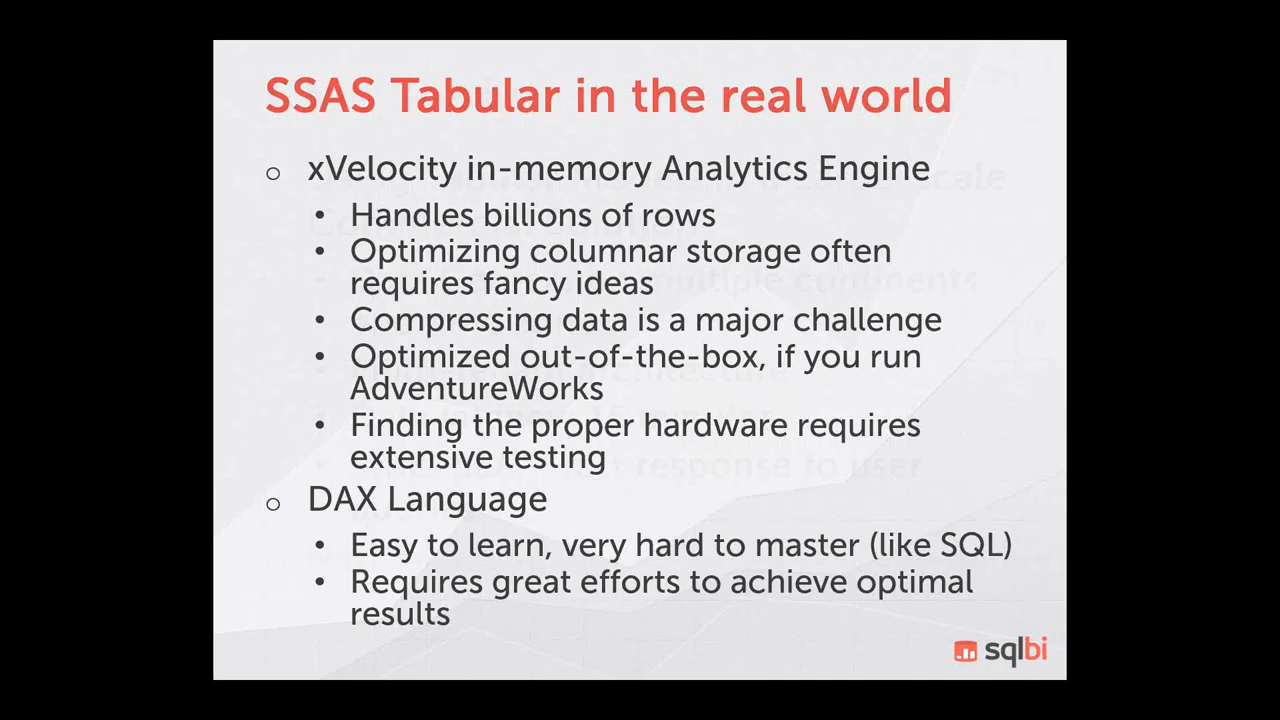 SSAS Tabular in the real world
o xVelocity in-memory Analytics Engine
• Handles billions of rows
• Optimizing columnar storage often
requires fancy ideas
• Compressing data is a major challenge
• Optimized out-of-the-box, if you run
AdventureWorks
• Finding the proper hardware requires
extensive testing
o DAX Language
• Easy to learn, very hard to master (like SQL)
• Requires great efforts to achieve optimal
results
sqlbi